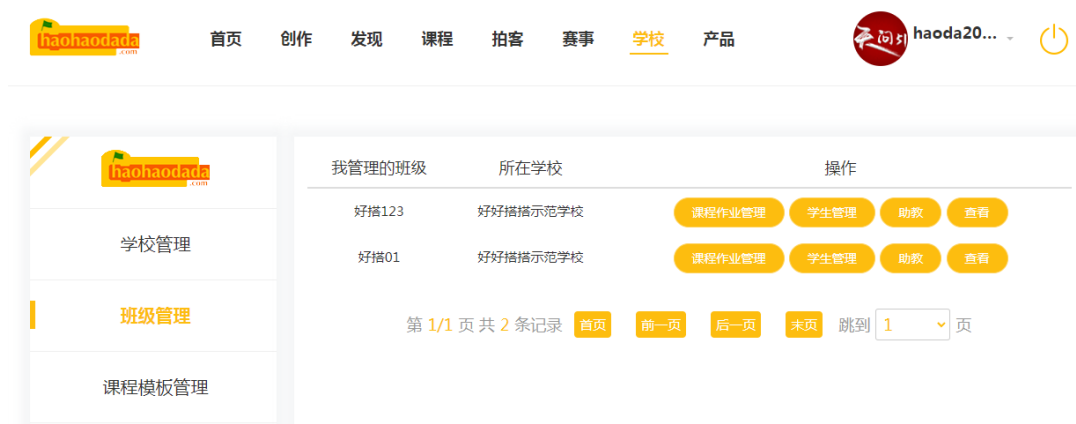 haohaodada
.com
首页 创作 发现 课程 拍客 赛事 学校 产品
haoda20...
haohaodada
.com
学校管理
班级管理
课程模板管理
我管理的班级 所在学校 操作
好搭123 好好搭搭示范学校 课程作业管理 学生管理 助教 查看
好搭01 好好搭搭示范学校 课程作业管理 学生管理 助教 查看
第 1/1 页 共 2 条记录 首页 前一页 后一页 末页 跳到 1 页